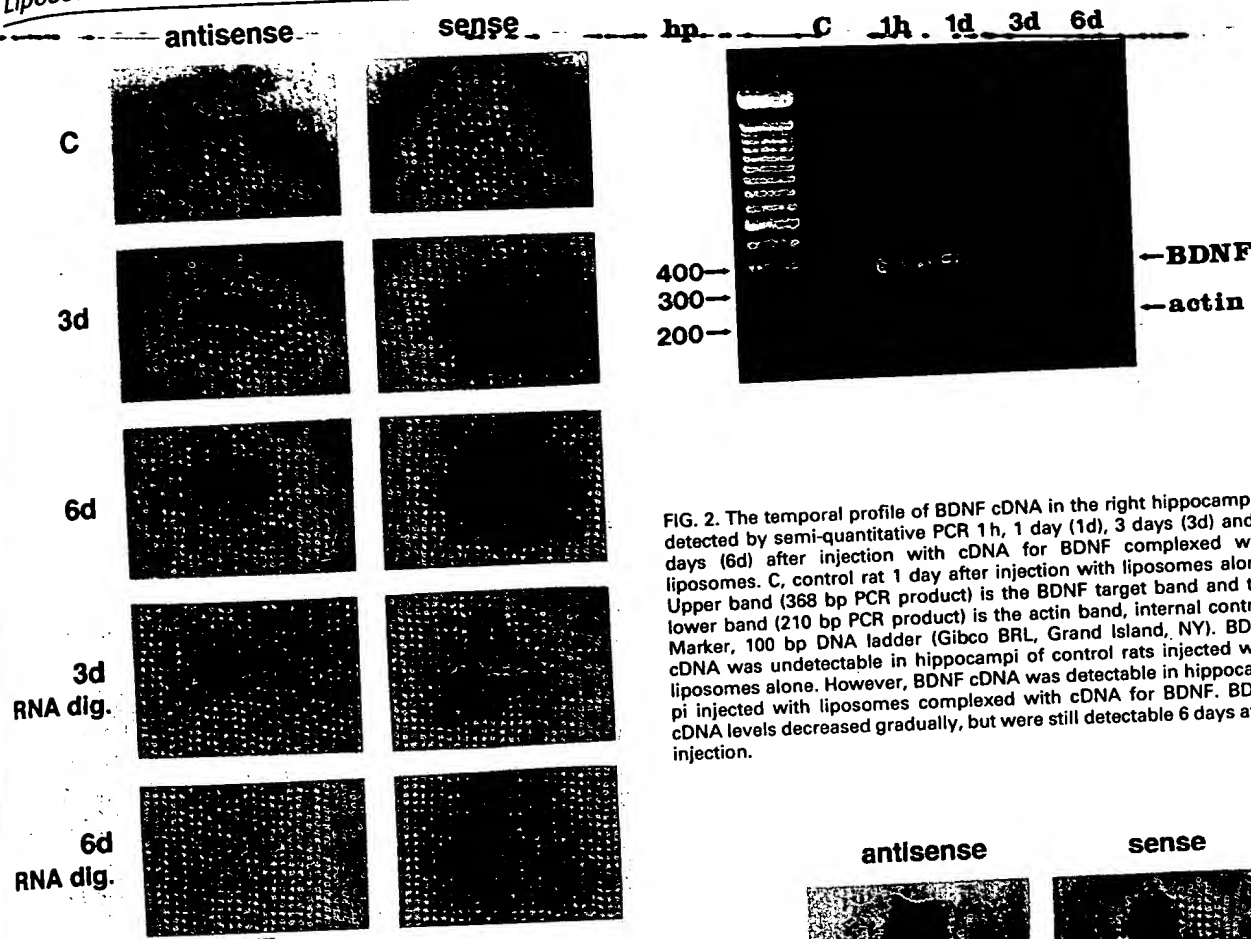 antisense
sense
C
3d
6d
3d
RNA dig.
6d
RNA dig.
hp C 1h 1d 3d 6d
400
300
200
BDNF
actin
FIG. 2. The temporal profile of BDNF cDNA in the right hippocamp
detected by semi-quantitative PCR 1h, 1 day (1d), 3 days (3d) and
days (6d) after injection with cDNA for BDNF complexed w
liposomes. C, control rat 1 day after injection with liposomes alon
Upper band (368 bp PCR product) is the BDNF target band and t
lower band (210 bp PCR product) is the actin band, internal contr
Marker, 100 bp DNA ladder (Gibco BRL, Grand Island, NY). BD
cDNA was undetectable in hippocampi of control rats injected w
liposomes alone. However, BDNF cDNA was detectable in hippoca
pi injected with liposomes complexed with cDNA for BDNF. BD
cDNA levels decreased gradually, but were still detectable 6 days a
injection.
antisense
sense